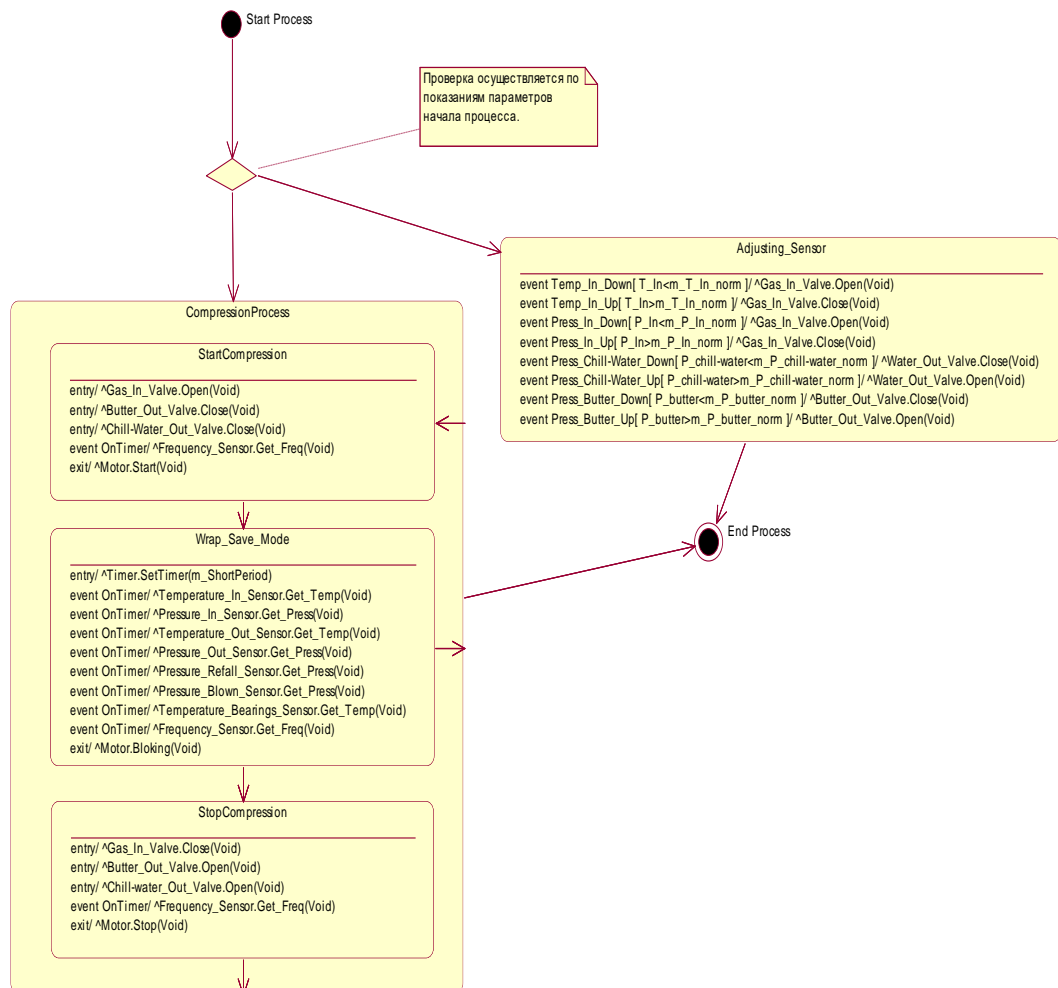 Start Process
Проверка осуществляется по
показаниям параметров
начала процесса.
Adjusting_Sensor
event Temp_In_Down[ T_In<m_T_In_norm ]/ ^Gas_In_Valve.Open(Void)
event Temp_In_Up[ T_In>m_T_In_norm ]/ ^Gas_In_Valve.Close(Void)
event Press_In_Down[ P_In<m_P_In_norm ]/ ^Gas_In_Valve.Open(Void)
event Press_In_Up[ P_In>m_P_In_norm ]/ ^Gas_In_Valve.Close(Void)
event Press_Chill-Water_Down[ P_chill-water<m_P_chill-water_norm ]/ ^Water_Out_Valve.Close(Void)
event Press_Chill-Water_Up[ P_chill-water>m_P_chill-water_norm ]/ ^Water_Out_Valve.Open(Void)
event Press_Butter_Down[ P_butter<m_P_butter_norm ]/ ^Butter_Out_Valve.Close(Void)
event Press_Butter_Up[ P_butter>m_P_butter_norm ]/ ^Butter_Out_Valve.Open(Void)
CompressionProcess
StartCompression
entry/ ^Gas_In_Valve.Open(Void)
entry/ ^Butter_Out_Valve.Close(Void)
entry/ ^Chill-Water_Out_Valve.Close(Void)
event OnTimer/ ^Frequency_Sensor.Get_Freq(Void)
exit/ ^Motor.Start(Void)
End Process
Wrap_Save_Mode
entry/ ^Timer.SetTimer(m_ShortPeriod)
event OnTimer/ ^Temperature_In_Sensor.Get_Temp(Void)
event OnTimer/ ^Pressure_In_Sensor.Get_Press(Void)
event OnTimer/ ^Temperature_Out_Sensor.Get_Temp(Void)
event OnTimer/ ^Pressure_Out_Sensor.Get_Press(Void)
event OnTimer/ ^Pressure_Refall_Sensor.Get_Press(Void)
event OnTimer/ ^Pressure_Blown_Sensor.Get_Press(Void)
event OnTimer/ ^Temperature_Bearings_Sensor.Get_Temp(Void)
event OnTimer/ ^Frequency_Sensor.Get_Freq(Void)
exit/ ^Motor.Bloking(Void)
StopCompression
entry/ ^Gas_In_Valve.Close(Void)
entry/ ^Butter_Out_Valve.Open(Void)
entry/ ^Chill-water_Out_Valve.Open(Void)
event OnTimer/ ^Frequency_Sensor.Get_Freq(Void)
exit/ ^Motor.Stop(Void)